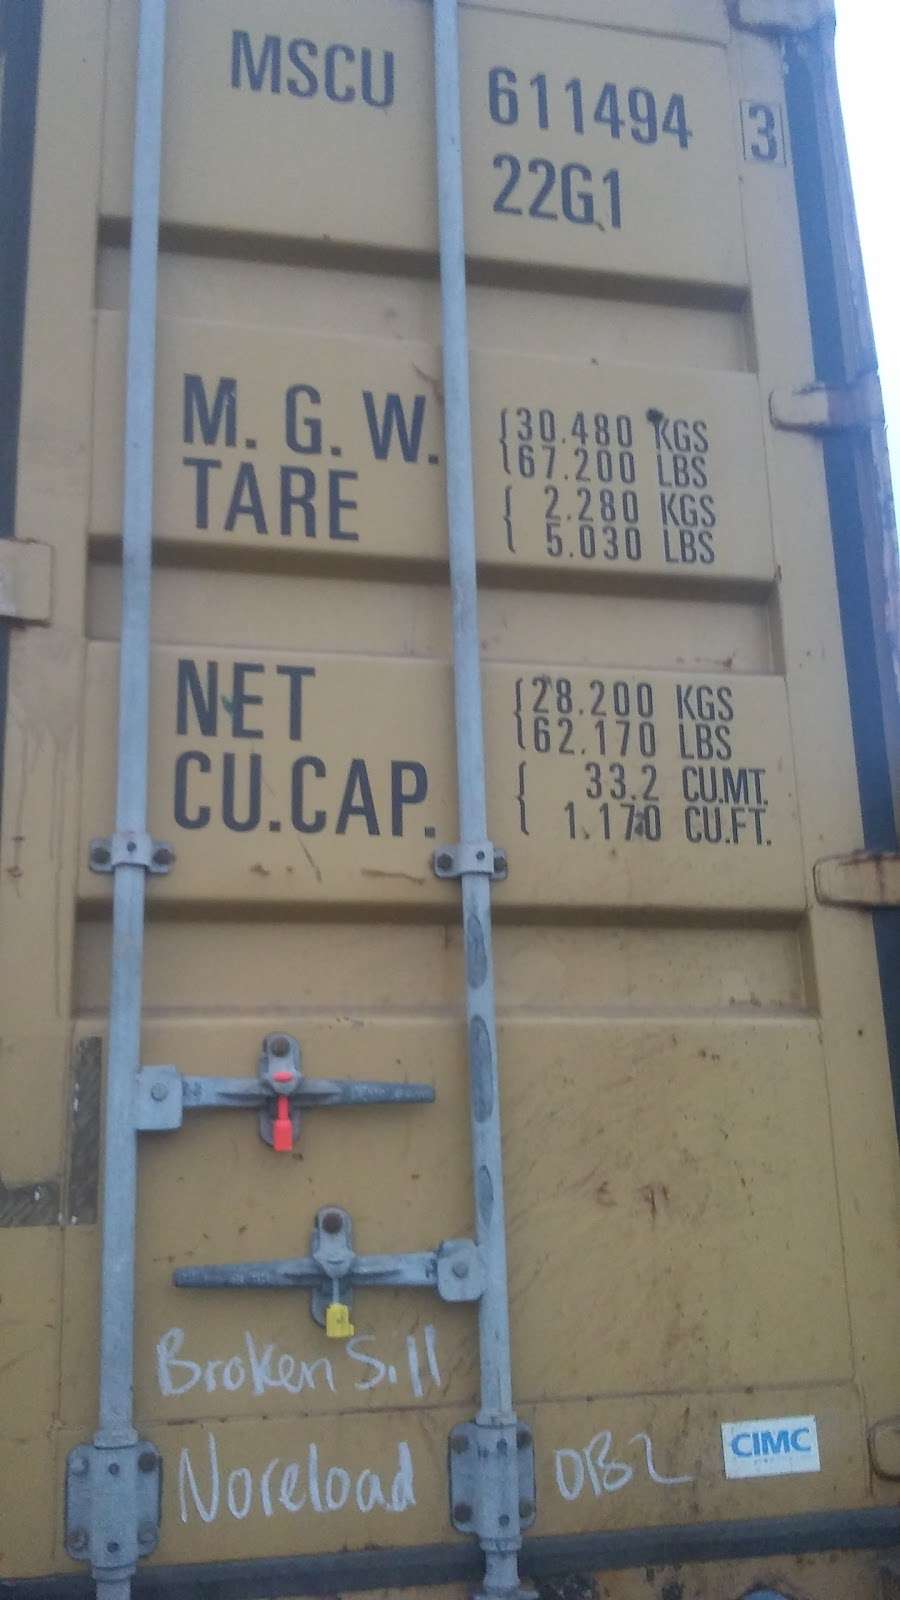 MSCU 611494 3
22G1
M. G. W. 30.480 KGS
67.200 LBS
TARE 2.280 KGS
5.030 LBS
NET 28.200 KGS
62.170 LBS
CU.CAP. 33.2 CU.MT.
1.170 CU.FT.
Broken Sill
Noreload
CIMC